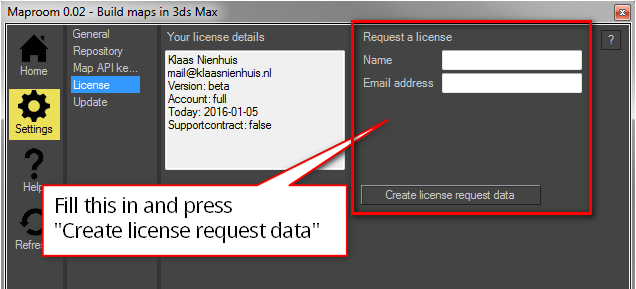 Maproom 0.02 - Build maps in 3ds Max
x
Home
Settings
Help
Refre
General
Repository
Map API ke...
License
Update
Your license details
Klaas Nienhuis
mail@klaasnienhuis.nl
Version: beta
Account: full
Today: 2016-01-05
Supportcontract: false
Request a license
Name
Email address
Create license request data
?
Fill this in and press
"Create license request data"